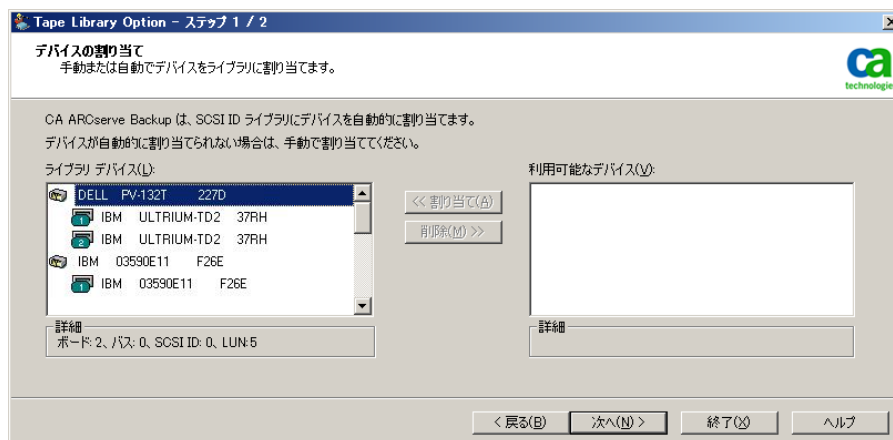 Tape Library Option - ステップ 1 / 2
デバイスの割り当て
手動または自動でデバイスをライブラリに割り当てます。
ca
technologies
CA ARCserve Backup は、SCSI ID ライブラリにデバイスを自動的に割り当てます。
デバイスが自動的に割り当てられない場合は、手動で割り当ててください。
ライブラリ デバイス(L):
利用可能なデバイス(V):
DELL PV-132T 227D
1 IBM ULTRIUM-TD2 37RH
2 IBM ULTRIUM-TD2 37RH
IBM 03590E11 F26E
1 IBM 03590E11 F26E
<< 割り当て(A)
削除(M) >>
詳細
ボード: 2、バス: 0、SCSI ID: 0、LUN:5
詳細
< 戻る(B)
次へ(N) >
終了(X)
ヘルプ